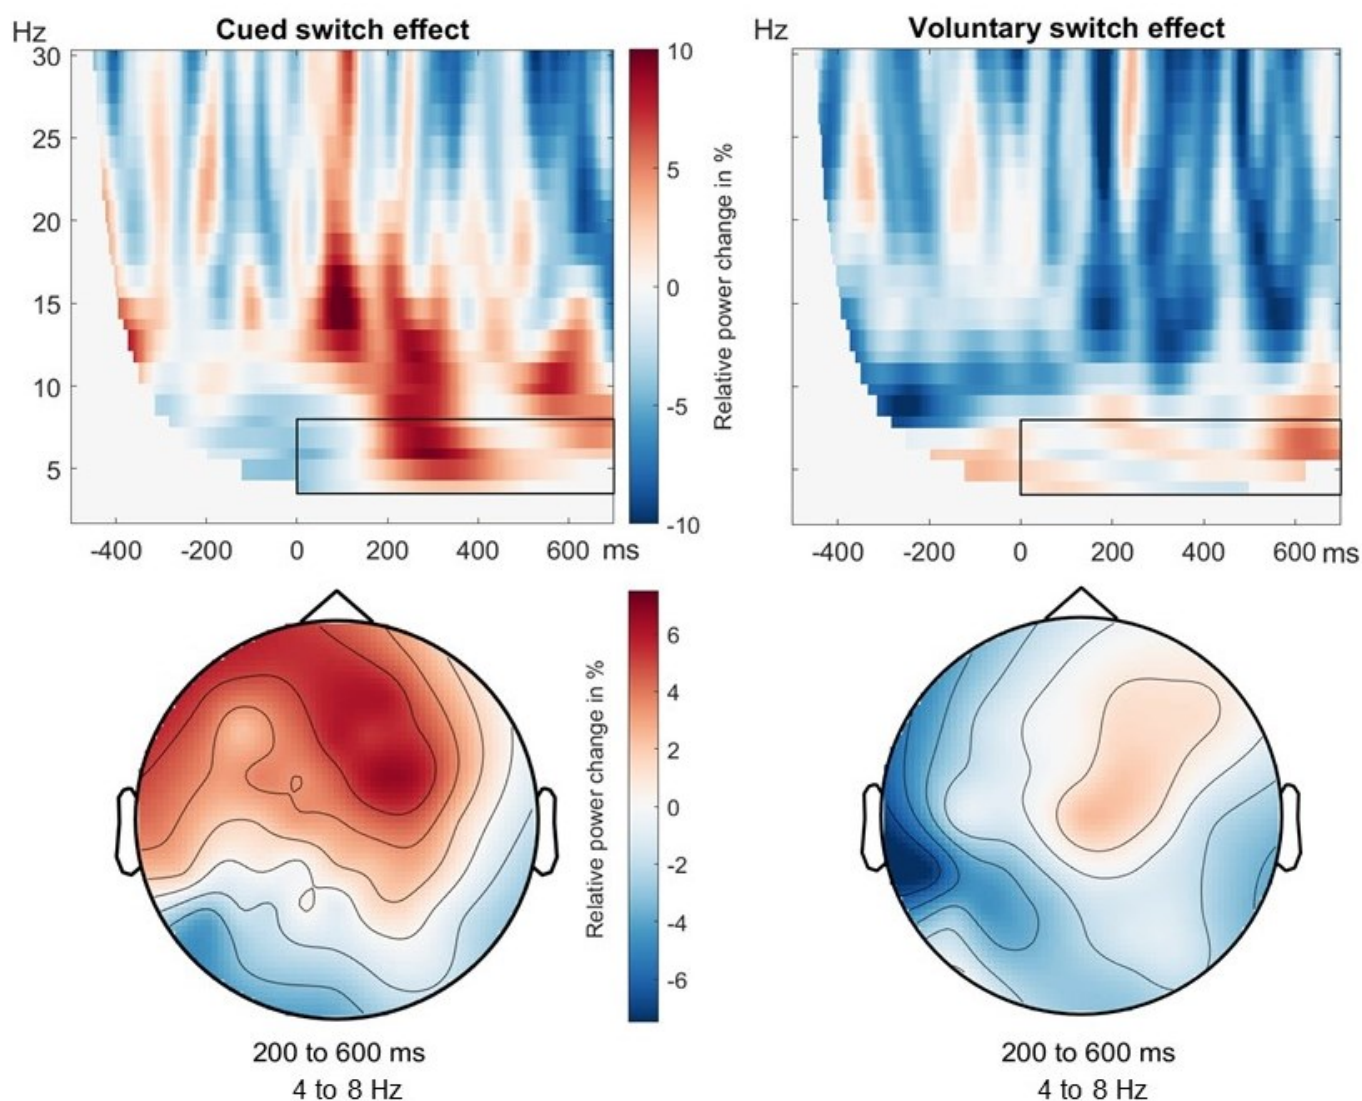 Hz
Cued switch effect
30
25
20
15
10
5
-400 -200 0 200 400 600 ms
10
5
0
-5
-10
Relative power change in %
Hz
Voluntary switch effect
-400 -200 0 200 400 600 ms
6
4
2
0
-2
-4
-6
Relative power change in %
200 to 600 ms
4 to 8 Hz
200 to 600 ms
4 to 8 Hz